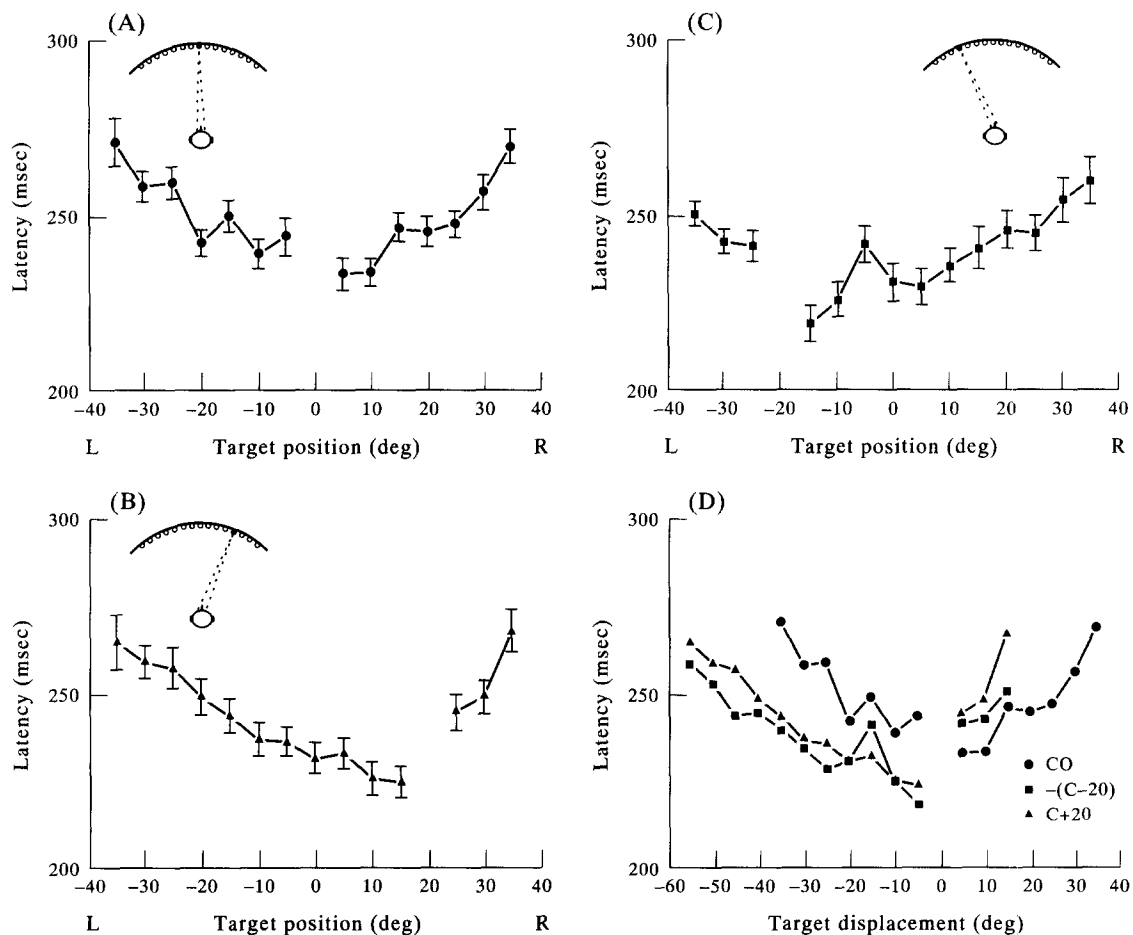 (A)
300
250
200
Latency (msec)
-40 -30 -20 -10 0 10 20 30 40
L Target position (deg) R
(C)
300
250
200
Latency (msec)
-40 -30 -20 -10 0 10 20 30 40
L Target position (deg) R
(B)
300
250
200
Latency (msec)
-40 -30 -20 -10 0 10 20 30 40
L Target position (deg) R
(D)
300
250
200
Latency (msec)
CO
-(C-20)
C+20
-60 -50 -40 -30 -20 -10 0 10 20 30 40
Target displacement (deg)